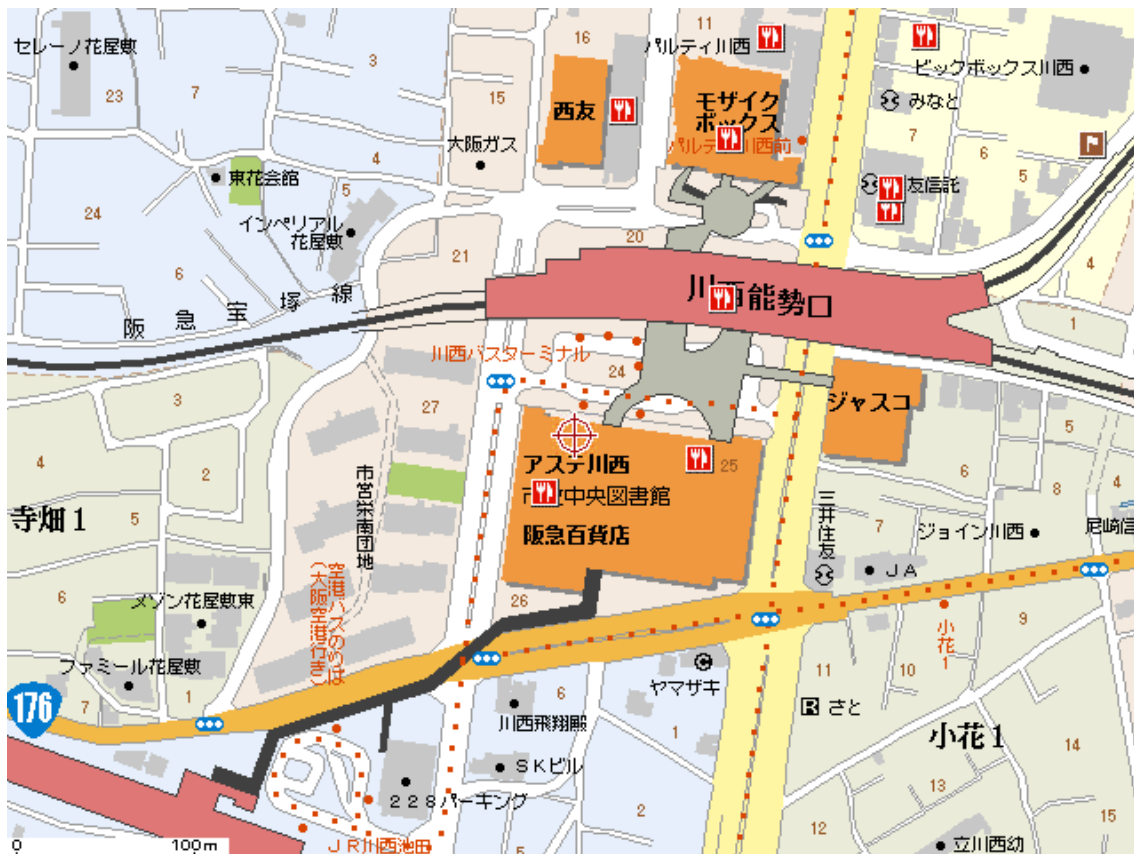 セレーノ花屋敷
23
7
3
16
西友
11
パルティ川西
モザイク
ボックス
パルティ川西前
ビックボックス川西
みなと
7
6
5
友信託
15
大阪ガス
4
東花会館
5
24
インペリアル
花屋敷
6
21
20
4
1
阪急宝塚線
川西能勢口
川西バスターミナル
24
27
ジャスコ
3
4
2
5
寺畑1
6
市営栄南団地
アステ川西
中央図書館
阪急百貨店
25
5
6
8
4
7
三井住友
ジョイン川西
尼崎信
JA
メゾン花屋敷東
ファミール花屋敷
1
7
176
空港バスのりば
(大阪空港行き)
26
小花1
9
10
11
ヤマザキ
R さと
6
川西飛翔殿
1
小花1
14
SKビル
228パーキング
2
13
12
15
JR川西池田
5
立川西幼
0
100m